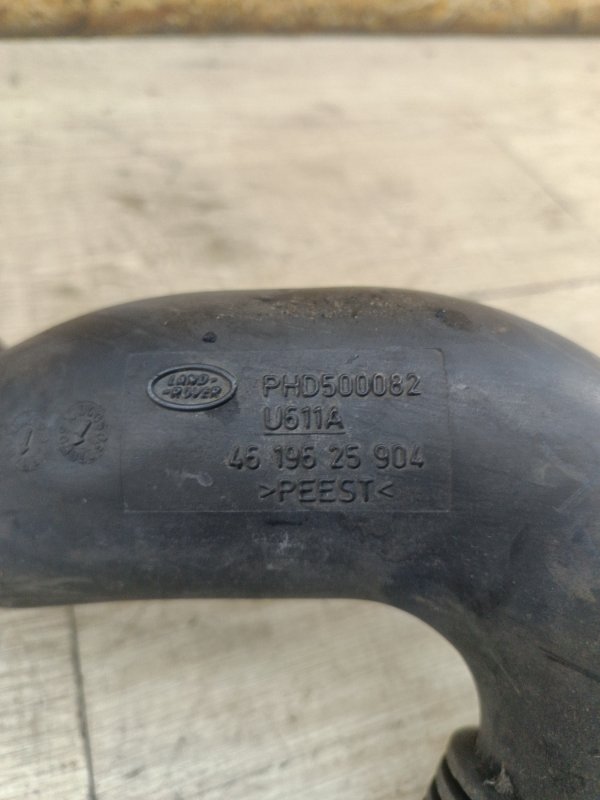 LAND-
-ROVER
PHD500082
U611A
46 196 25 904
>PEEST<